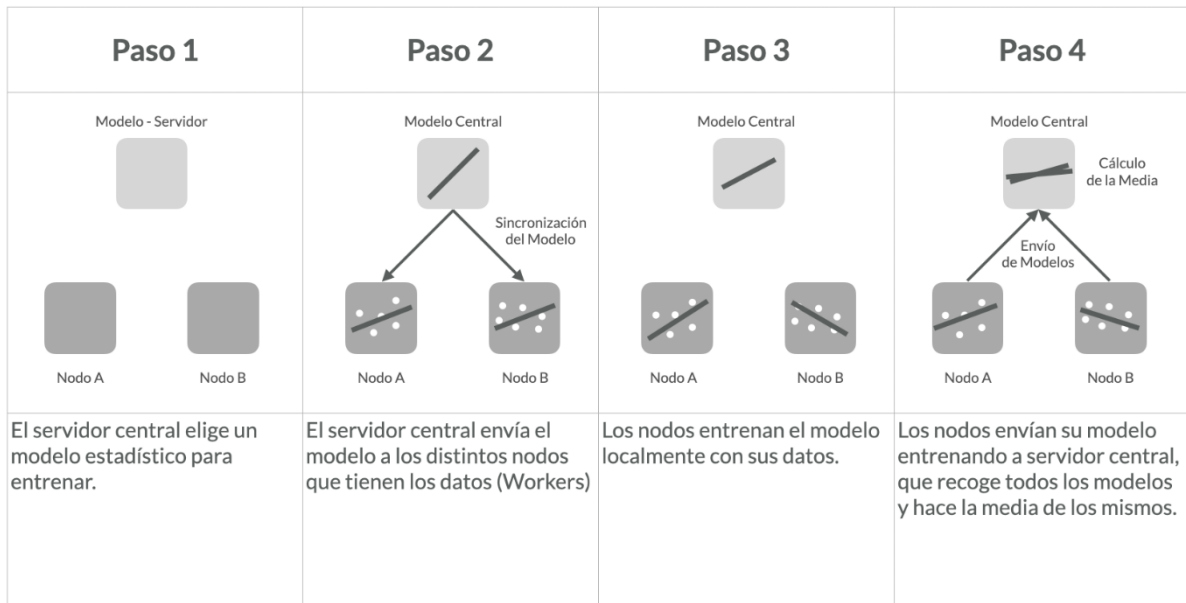 Paso 1
Paso 2
Paso 3
Paso 4
Modelo - Servidor
Nodo A
Nodo B
Modelo Central
Sincronización
del Modelo
Nodo A
Nodo B
Modelo Central
Nodo A
Nodo B
Modelo Central
Cálculo
de la Media
Envío
de Modelos
Nodo A
Nodo B
El servidor central elige un
modelo estadístico para
entrenar.
El servidor central envía el
modelo a los distintos nodos
que tienen los datos (Workers)
Los nodos entrenan el modelo
localmente con sus datos.
Los nodos envían su modelo
entrenando a servidor central,
que recoge todos los modelos
y hace la media de los mismos.